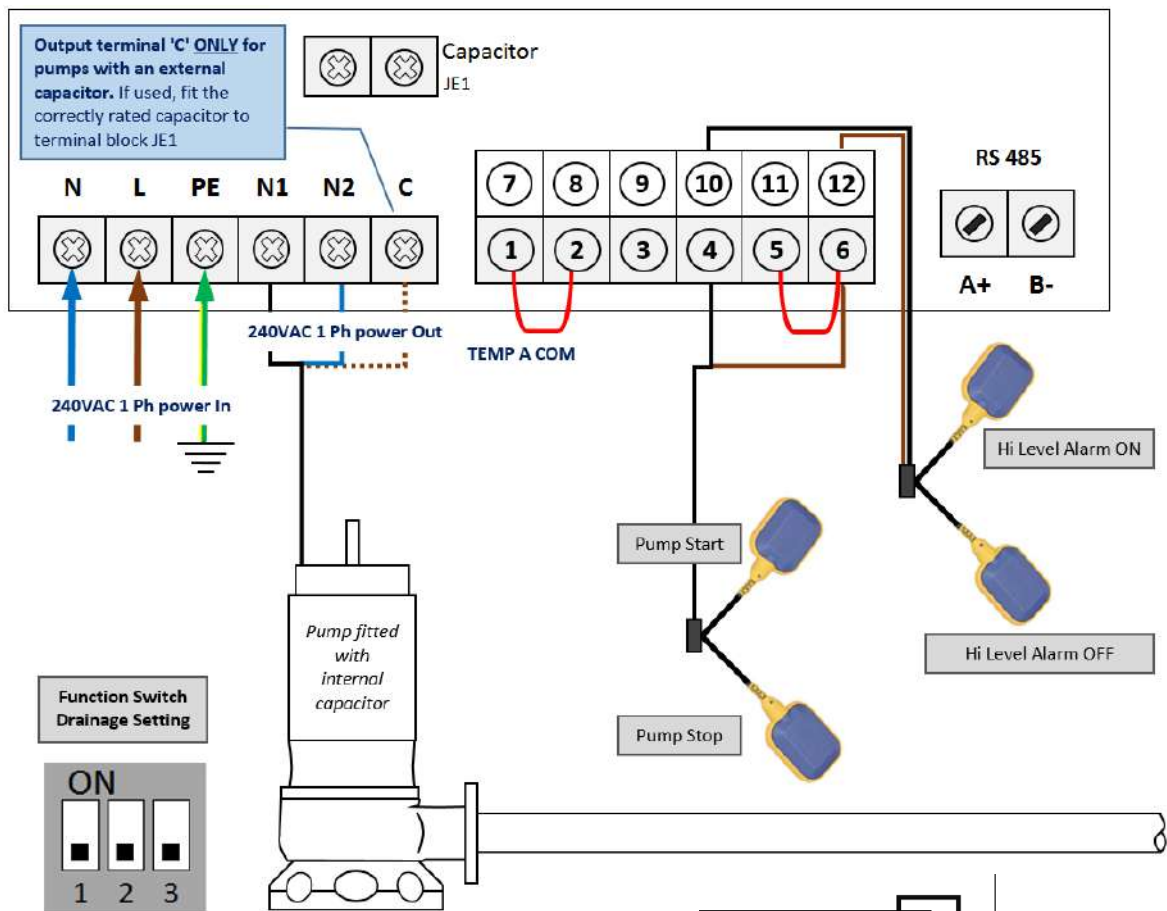 Output terminal 'C' ONLY for
pumps with an external
capacitor. If used, fit the
correctly rated capacitor to
terminal block JE1
Capacitor
JE1
N L PE N1 N2 C
7 8 9 10 11 12
1 2 3 4 5 6
RS 485
A+ B-
240VAC 1 Ph power Out
TEMP A COM
240VAC 1 Ph power In
Hi Level Alarm ON
Pump Start
Hi Level Alarm OFF
Pump fitted
with
internal
capacitor
Pump Stop
Function Switch
Drainage Setting
ON
1 2 3